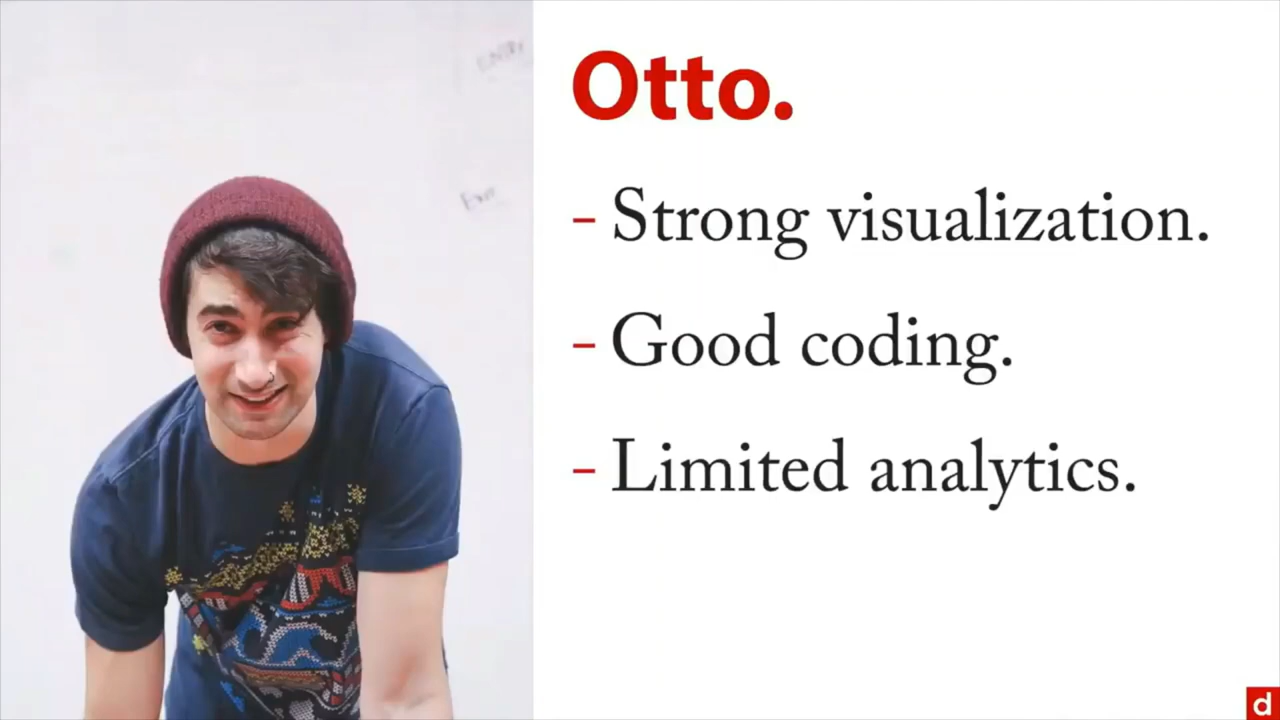 Otto.
- Strong visualization.
- Good coding.
- Limited analytics.
d